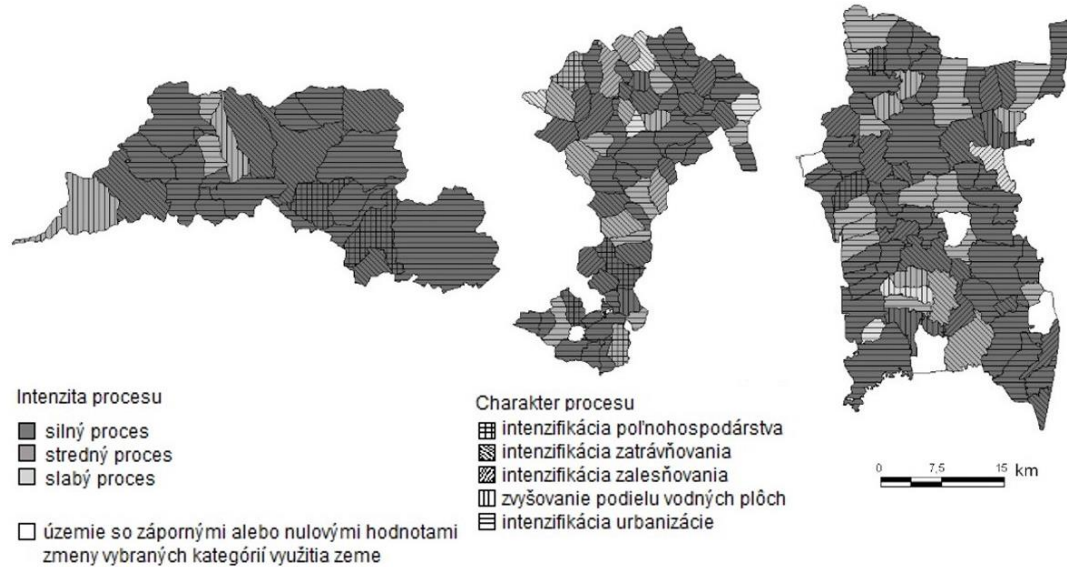 Intenzita procesu
silný proces
stredný proces
slabý proces
územie so zápornými alebo nulovými hodnotami
zmeny vybraných kategórií využitia zeme
Charakter procesu
intenzifikácia poľnohospodárstva
intenzifikácia zatrávňovania
intenzifikácia zalesňovania
zvyšovanie podielu vodných plôch
intenzifikácia urbanizácie
0 7,5 15 km